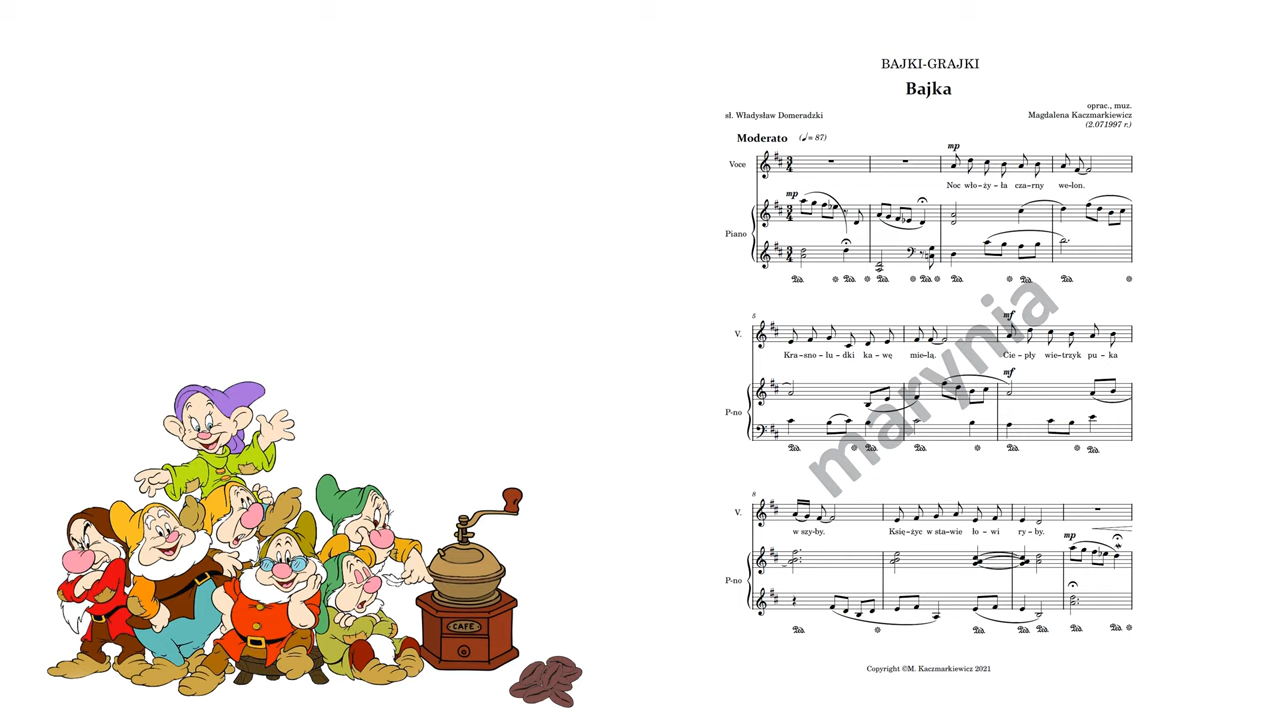 BAJKI-GRAJKI
Bajka
oprac., muz.
sł. Władysław Domeradzki
Magdalena Kaczmarkiewicz
(2.071997 r.)
Moderato (♩= 87)
mp
Voce
Noc wło-ży-ła cza-rny we-lon.
mp
Piano
5
mf
V.
Kra-sno-łu-dki ka-wę mie-lą. Cie-pły wie-trzyk pu-ka
mf
P-no
marynia
8
V.
w szy-by. Księ-życ w sta-wie ło-wi ry-by.
mp
P-no
CAFÉ
Copyright ©M. Kaczmarkiewicz 2021